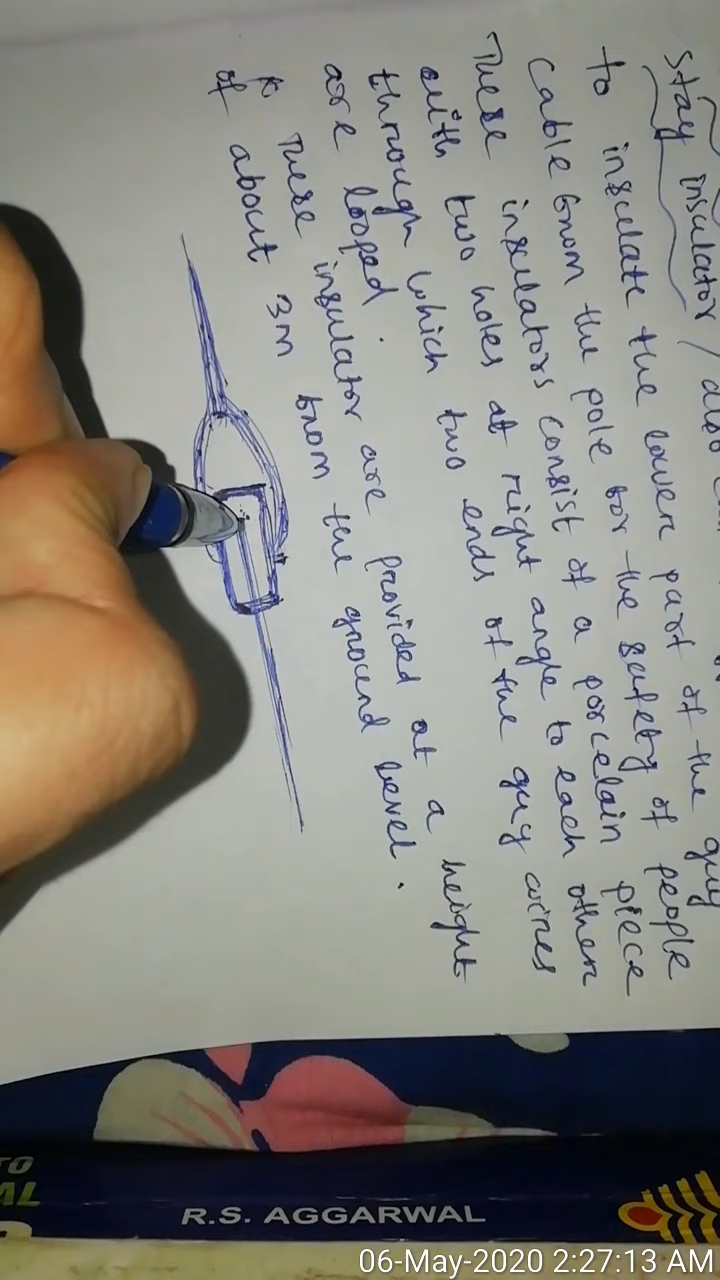 Stay insulator / also
to insulate the lower part of the guy
cable from the pole for the safety of people
These insulators consist of a porcelain piece
with two holes at right angle to each other
through which two ends of the guy wires
are looped.
* These insulator are provided at a height
of about 3m from the ground level.
TO
AL
R.S. AGGARWAL
06-May-2020 2:27:13 AM